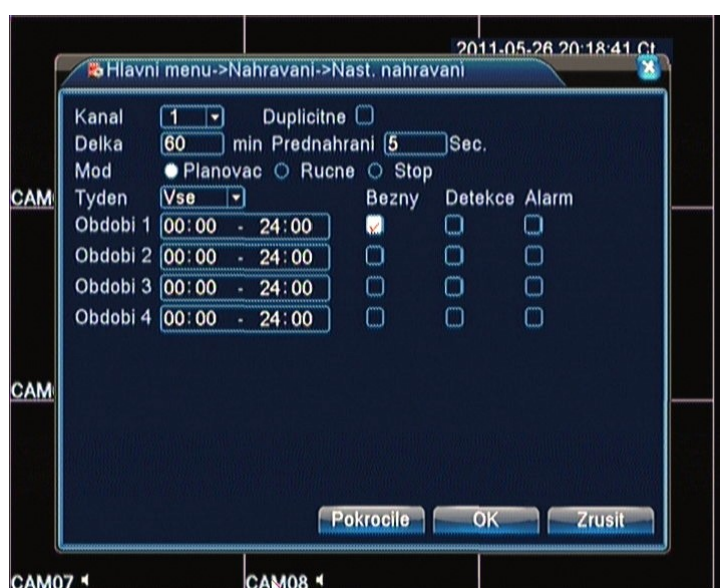 2011-05-26 20:18:41 Ct
Hlavni menu->Nahravani->Nast. nahravani
Kanal 1 Duplicitne
Delka 60 min Prednahrani 5 Sec.
Mod Planovac Rucne Stop
CAM
Tyden Vse Bezny Detekce Alarm
Obdobi 1 00:00 - 24:00
Obdobi 2 00:00 - 24:00
Obdobi 3 00:00 - 24:00
Obdobi 4 00:00 - 24:00
CAM
Pokrocile OK Zrusit
CAM07 CAM08